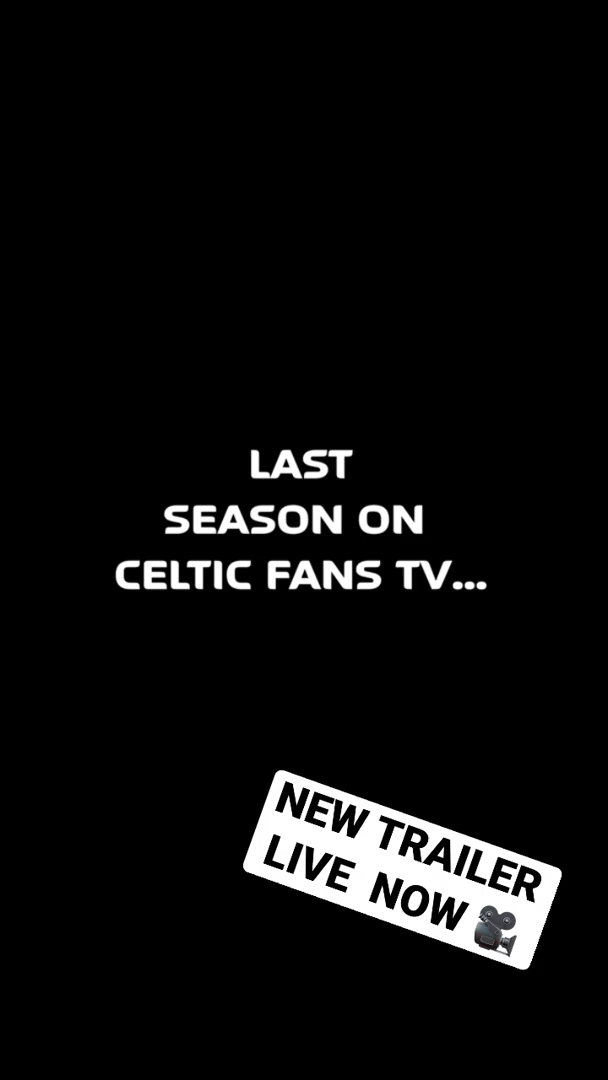 LAST
SEASON ON
CELTIC FANS TV...
NEW TRAILER
LIVE NOW🎥